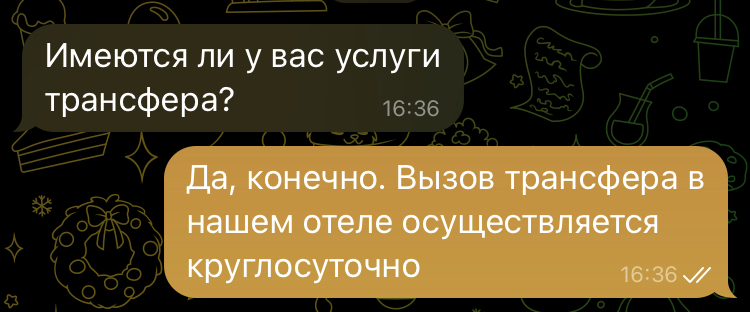 Имеются ли у вас услуги
трансфера?
16:36
Да, конечно. Вызов трансфера в
нашем отеле осуществляется
круглосуточно
16:36